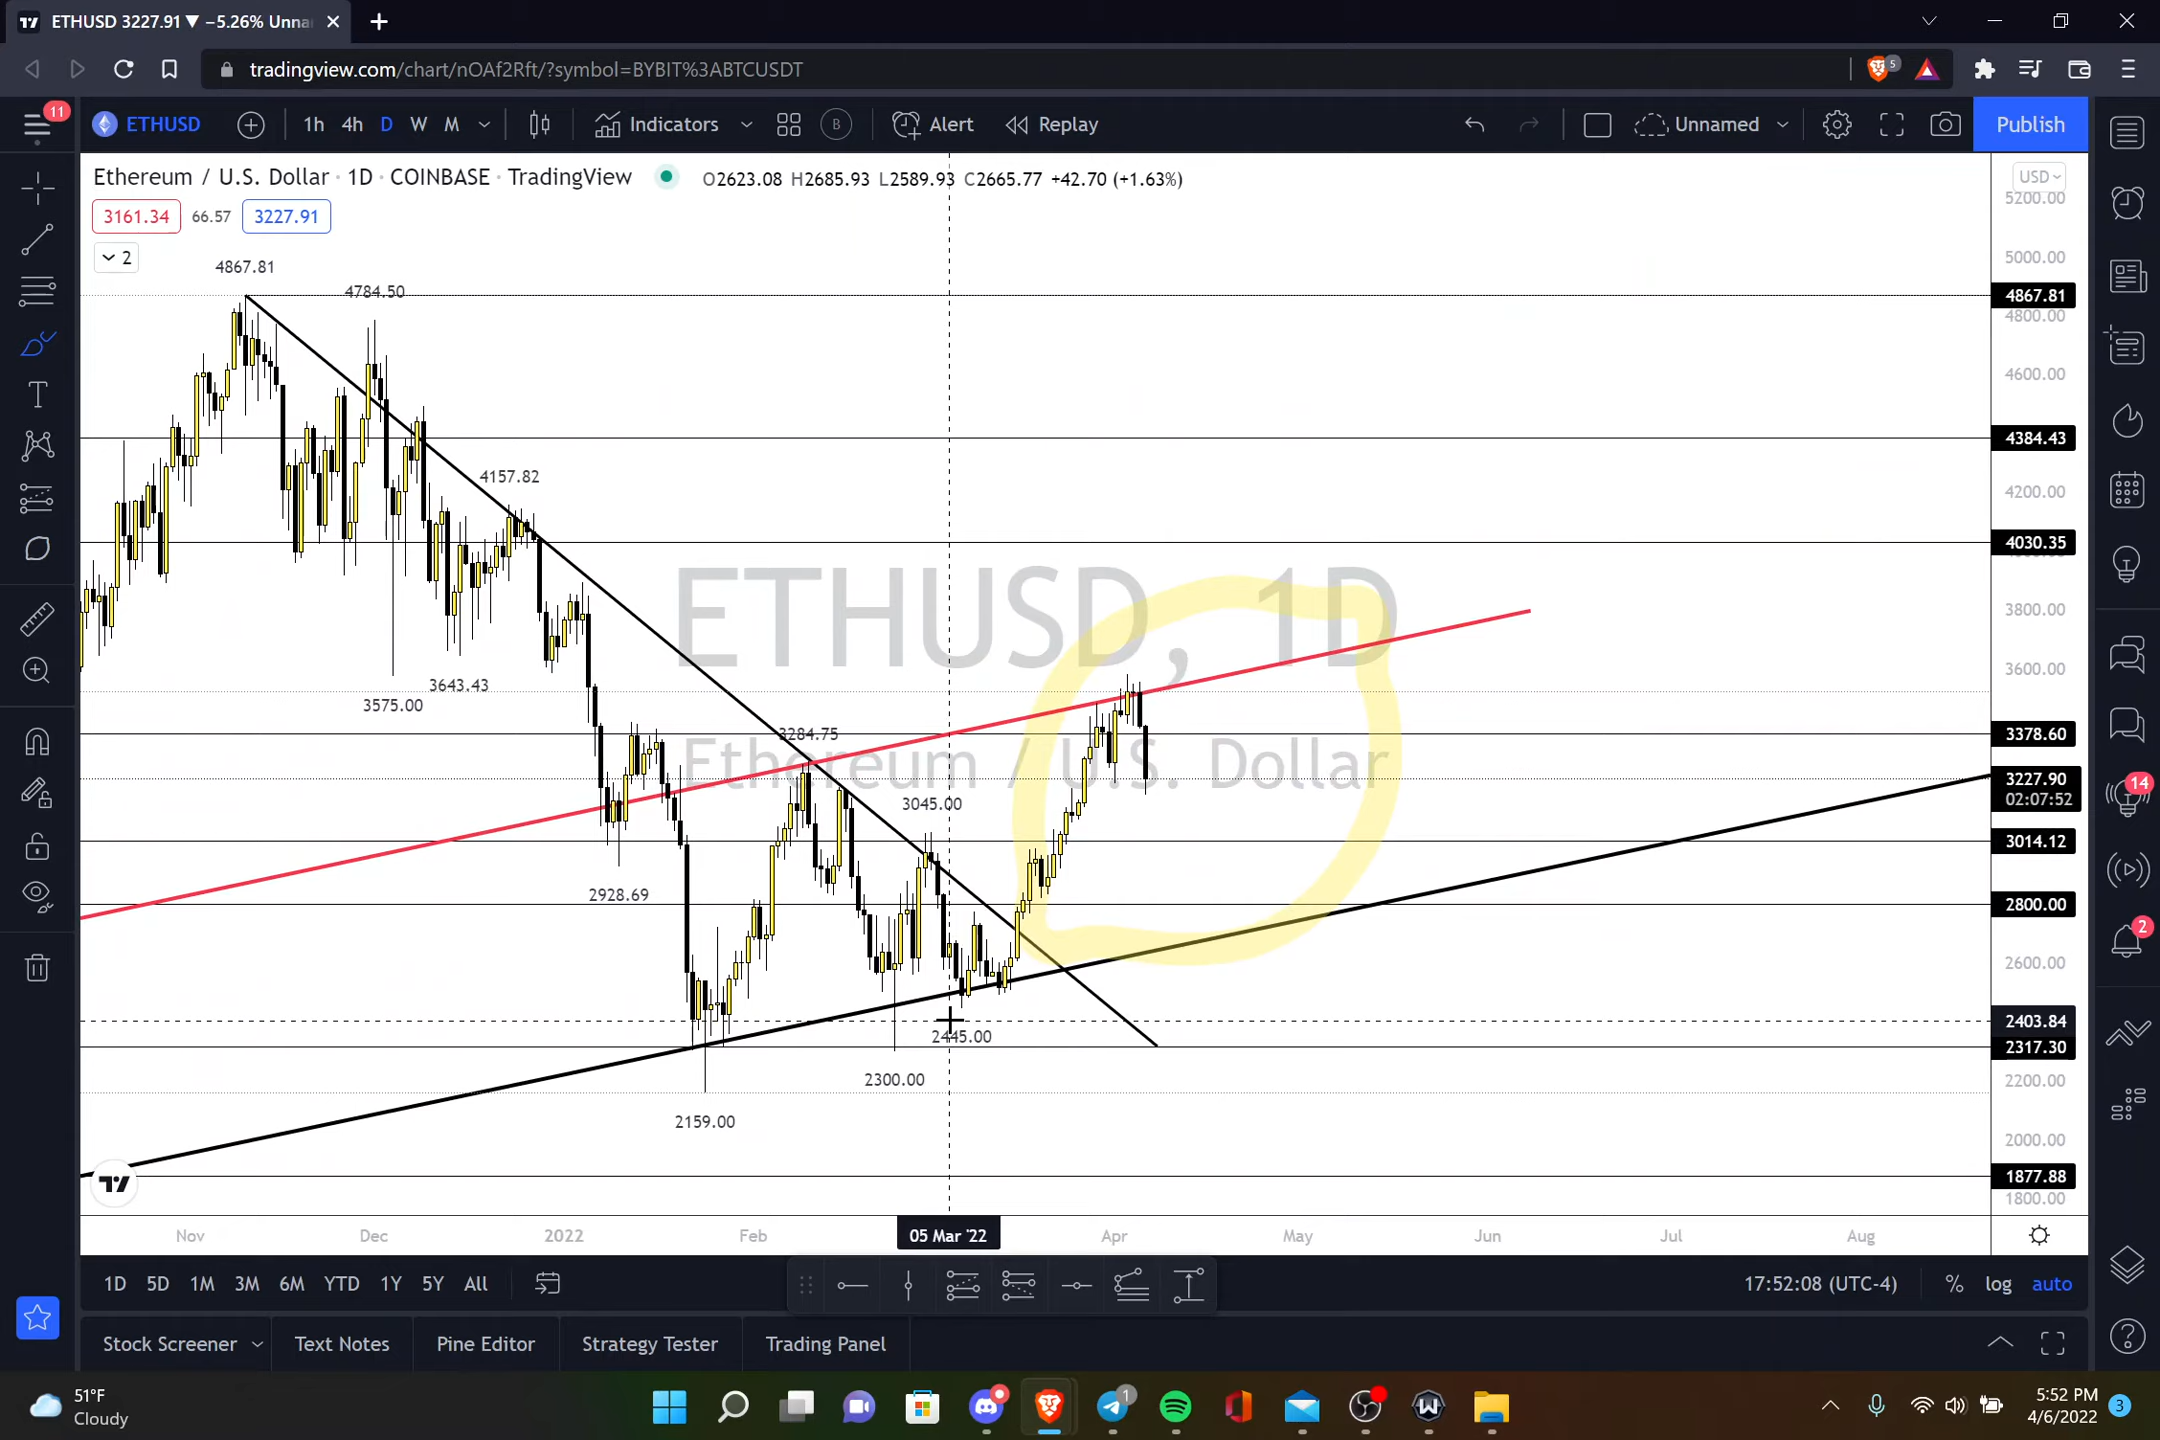 ETHUSD 3227.91 ▼ −5.26% Unna
tradingview.com/chart/nOAf2Rft/?symbol=BYBIT%3ABTCUSDT
5
11
ETHUSD
1h 4h D W M
Indicators
B
Alert
Replay
Unnamed
Publish
Ethereum / U.S. Dollar · 1D · COINBASE · TradingView
O2623.08 H2685.93 L2589.93 C2665.77 +42.70 (+1.63%)
USD
3161.34 66.57 3227.91
2
5200.00
5000.00
4867.81
4784.50
4867.81
4800.00
4600.00
4384.43
4157.82
4200.00
4030.35
ETHUSD, 1D
3800.00
3643.43
3600.00
3575.00
3284.75
3378.60
Ethereum / U.S. Dollar
3227.90
02:07:52
14
3045.00
3014.12
2928.69
2800.00
2
2600.00
2403.84
2445.00
2317.30
2300.00
2200.00
2159.00
2000.00
1877.88
1800.00
Nov Dec 2022 Feb 05 Mar '22 Apr May Jun Jul Aug
1D 5D 1M 3M 6M YTD 1Y 5Y All
17:52:08 (UTC-4) % log auto
Stock Screener Text Notes Pine Editor Strategy Tester Trading Panel
51°F
Cloudy
1
5:52 PM
4/6/2022
3